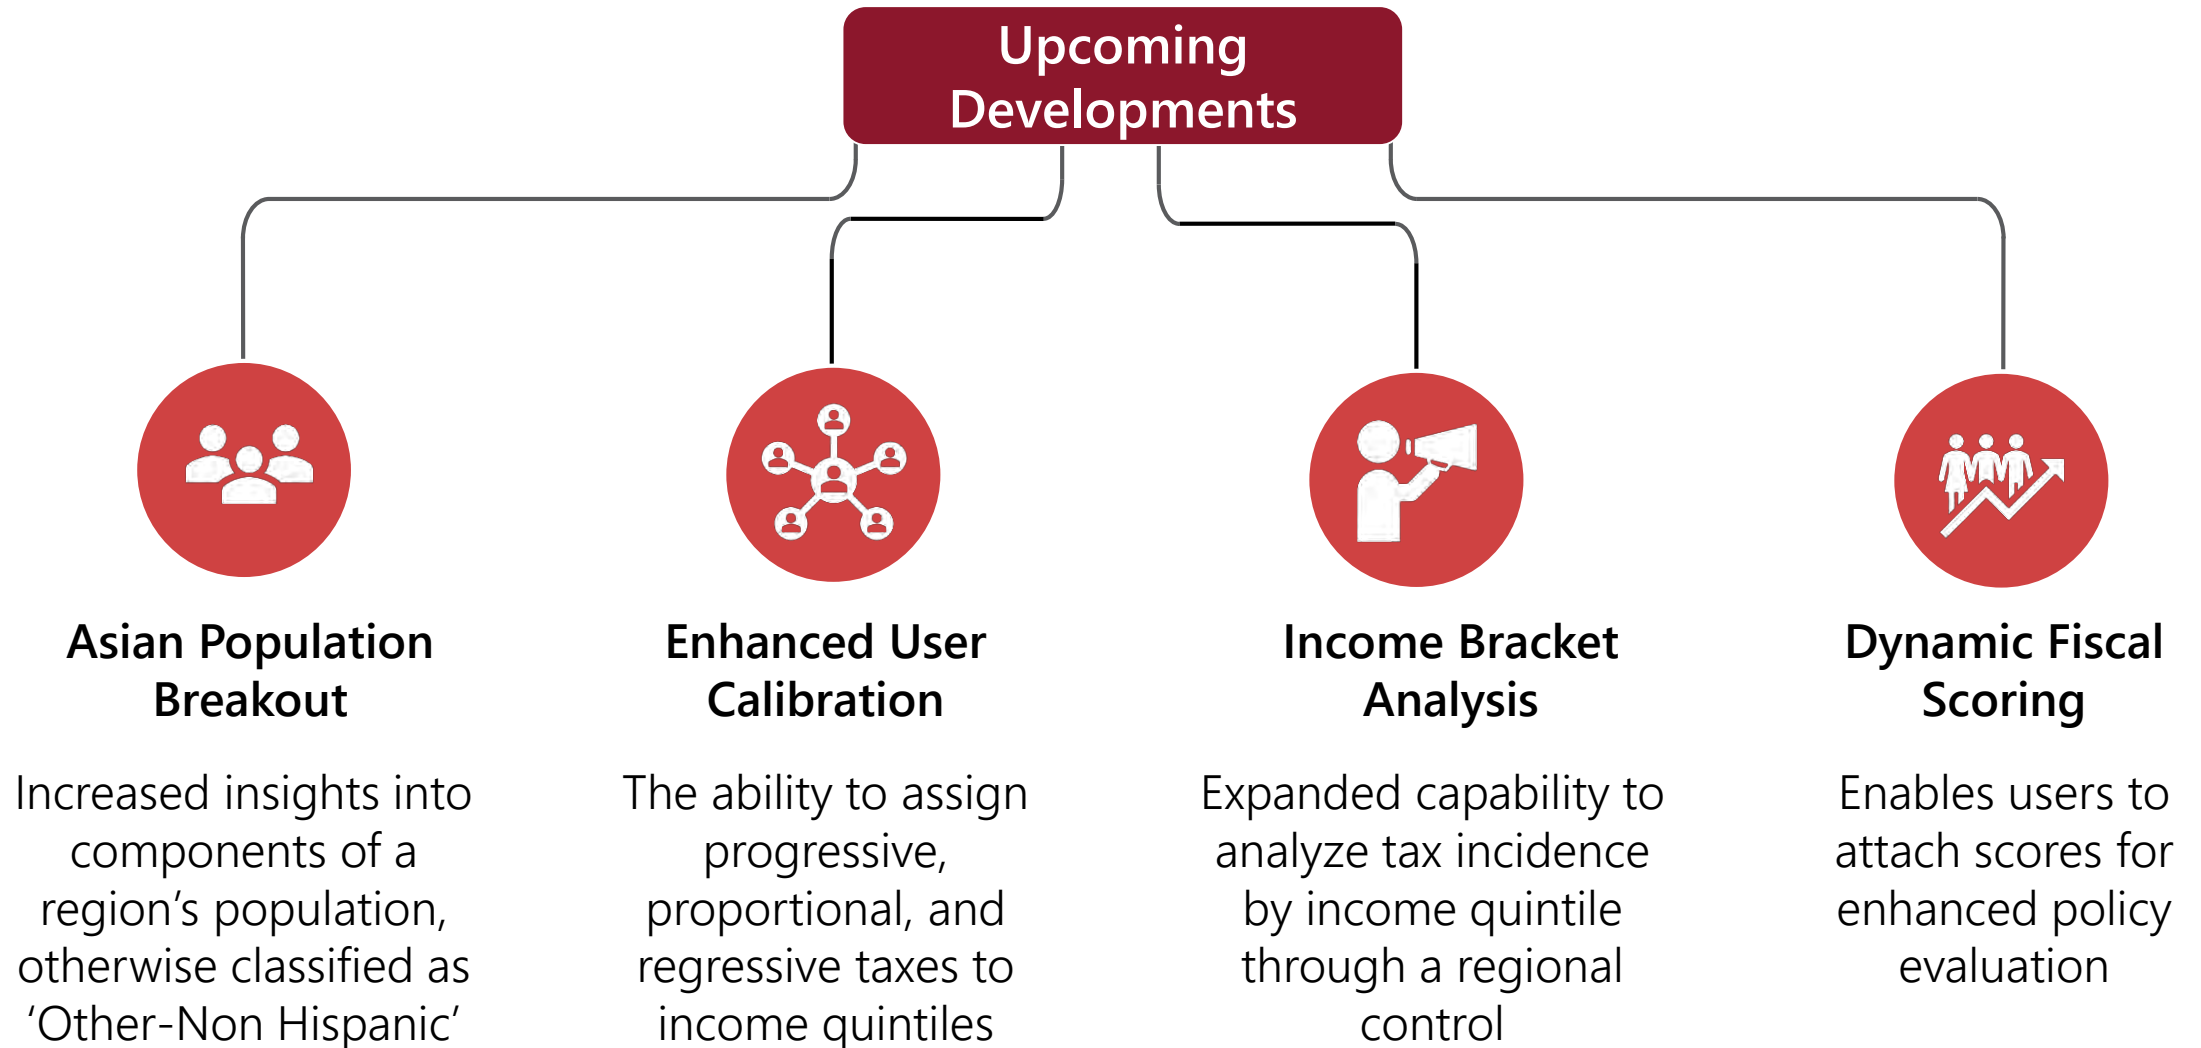 Upcoming
Developments
Asian Population
Breakout
Increased insights into
components of a
region’s population,
otherwise classified as
‘Other-Non Hispanic’
Enhanced User
Calibration
The ability to assign
progressive,
proportional, and
regressive taxes to
income quintiles
Income Bracket
Analysis
Expanded capability to
analyze tax incidence
by income quintile
through a regional
control
Dynamic Fiscal
Scoring
Enables users to
attach scores for
enhanced policy
evaluation